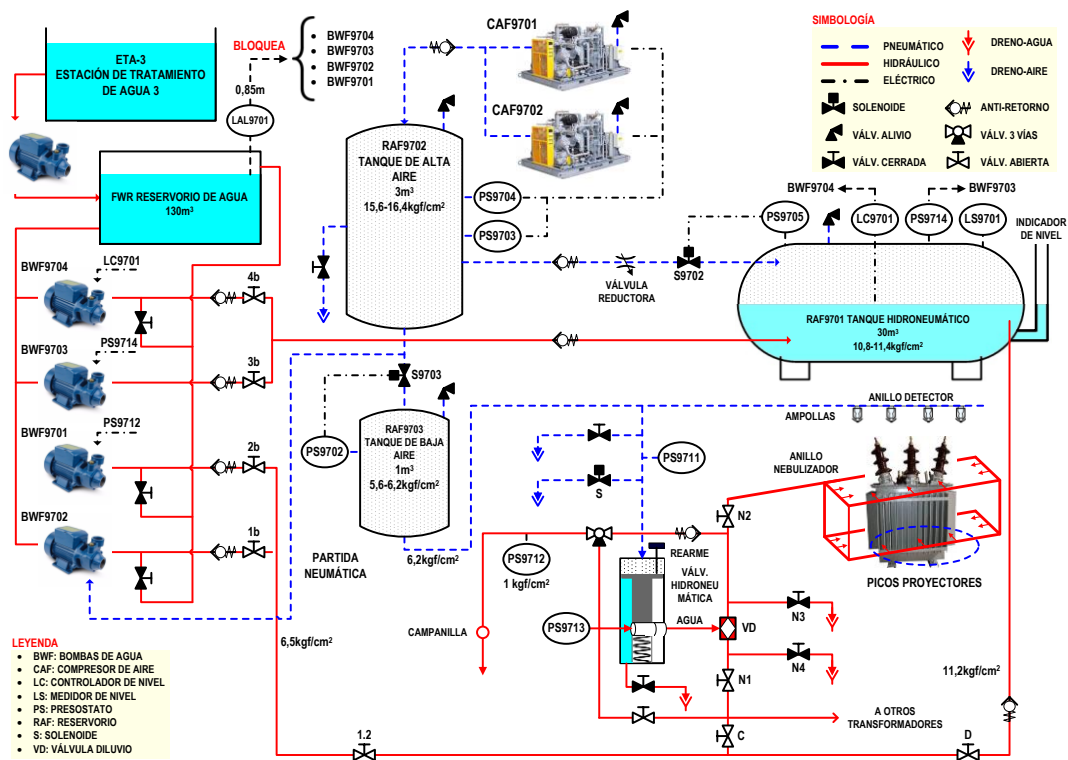 ETA-3
ESTACIÓN DE TRATAMIENTO
DE AGUA 3
BLOQUEA
• BWF9704
• BWF9703
• BWF9702
• BWF9701
0,85m
LAL9701
FWR RESERVORIO DE AGUA
130m³
CAF9701
CAF9702
RAF9702
TANQUE DE ALTA
AIRE
3m³
15,6-16,4kgf/cm²
PS9704
PS9703
SIMBOLOGÍA
PNEUMÁTICO
HIDRÁULICO
ELÉCTRICO
DRENO-AGUA
DRENO-AIRE
SOLENOIDE
ANTI-RETORNO
VÁLV. ALIVIO
VÁLV. 3 VÍAS
VÁLV. CERRADA
VÁLV. ABIERTA
BWF9704
BWF9703
PS9705
LC9701
PS9714
LS9701
INDICADOR
DE NIVEL
S9702
VÁLVULA
REDUCTORA
RAF9701 TANQUE HIDRONEUMÁTICO
30m³
10,8-11,4kgf/cm²
BWF9704
LC9701
4b
BWF9703
PS9714
3b
BWF9701
PS9712
2b
BWF9702
1b
S9703
PS9702
RAF9703
TANQUE DE BAJA
AIRE
1m³
5,6-6,2kgf/cm²
ANILLO DETECTOR
AMPOLLAS
PS9711
S
ANILLO
NEBULIZADOR
N2
PARTIDA
NEUMÁTICA
6,2kgf/cm²
PS9712
1 kgf/cm²
REARME
VÁLV.
HIDRONEU
MÁTICA
PICOS PROYECTORES
CAMPANILLA
PS9713
AGUA
VD
N3
N4
N1
6,5kgf/cm²
11,2kgf/cm²
A OTROS
TRANSFORMADORES
C
1.2
D
LEYENDA
• BWF: BOMBAS DE AGUA
• CAF: COMPRESOR DE AIRE
• LC: CONTROLADOR DE NIVEL
• LS: MEDIDOR DE NIVEL
• PS: PRESOSTATO
• RAF: RESERVORIO
• S: SOLENOIDE
• VD: VÁLVULA DILUVIO